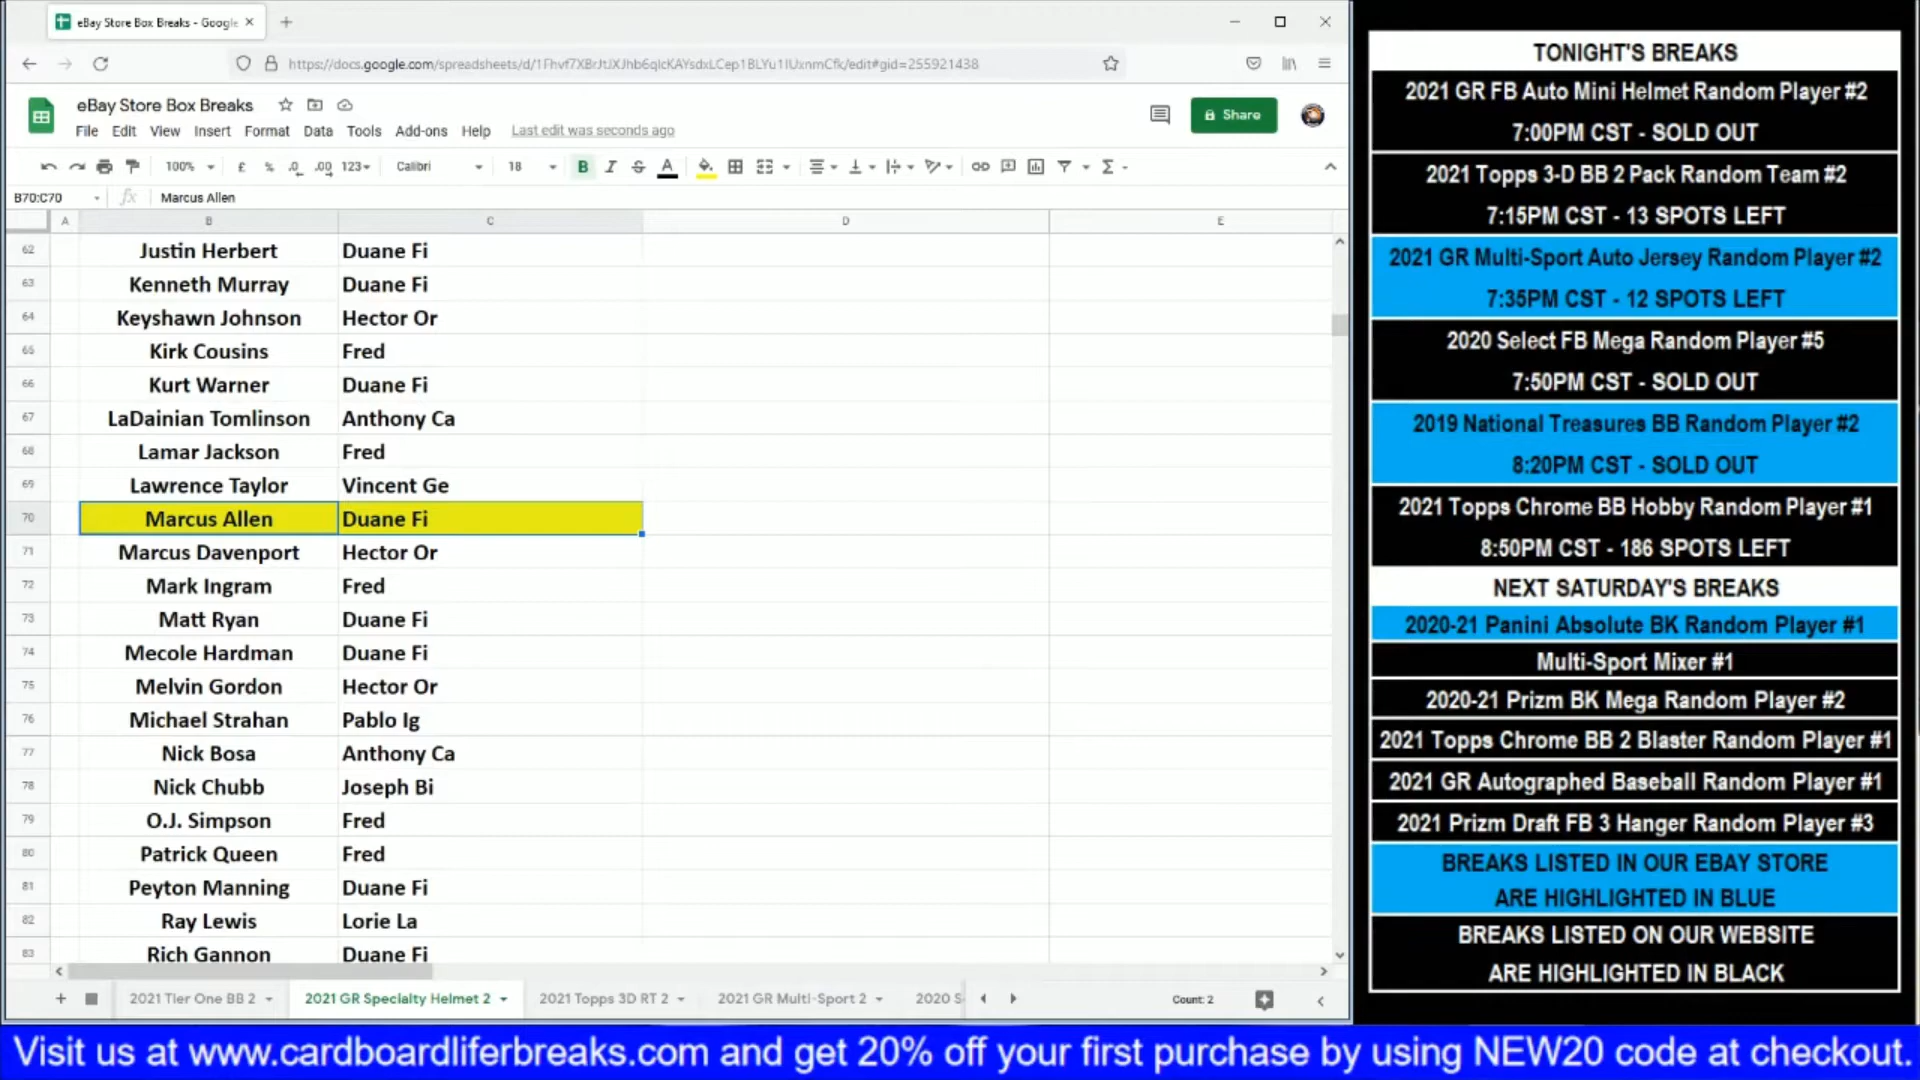 eBay Store Box Breaks - Google
https://docs.google.com/spreadsheets/d/1Fhvf7XBrJtJXJhb6qIcKAYsdxLCep1BLYu1IUxnmCfk/edit#gid=255921438
eBay Store Box Breaks
File Edit View Insert Format Data Tools Add-ons Help Last edit was seconds ago
Share
100% £ % .0 .00 123 Calibri 18 B I S A
B70:C70 fx Marcus Allen
A B C D E
62 Justin Herbert Duane Fi
63 Kenneth Murray Duane Fi
64 Keyshawn Johnson Hector Or
65 Kirk Cousins Fred
66 Kurt Warner Duane Fi
67 LaDainian Tomlinson Anthony Ca
68 Lamar Jackson Fred
69 Lawrence Taylor Vincent Ge
70 Marcus Allen Duane Fi
71 Marcus Davenport Hector Or
72 Mark Ingram Fred
73 Matt Ryan Duane Fi
74 Mecole Hardman Duane Fi
75 Melvin Gordon Hector Or
76 Michael Strahan Pablo Ig
77 Nick Bosa Anthony Ca
78 Nick Chubb Joseph Bi
79 O.J. Simpson Fred
80 Patrick Queen Fred
81 Peyton Manning Duane Fi
82 Ray Lewis Lorie La
83 Rich Gannon Duane Fi
2021 Tier One BB 2 2021 GR Specialty Helmet 2 2021 Topps 3D RT 2 2021 GR Multi-Sport 2 2020 S Count: 2
TONIGHT'S BREAKS
2021 GR FB Auto Mini Helmet Random Player #2
7:00PM CST - SOLD OUT
2021 Topps 3-D BB 2 Pack Random Team #2
7:15PM CST - 13 SPOTS LEFT
2021 GR Multi-Sport Auto Jersey Random Player #2
7:35PM CST - 12 SPOTS LEFT
2020 Select FB Mega Random Player #5
7:50PM CST - SOLD OUT
2019 National Treasures BB Random Player #2
8:20PM CST - SOLD OUT
2021 Topps Chrome BB Hobby Random Player #1
8:50PM CST - 186 SPOTS LEFT
NEXT SATURDAY'S BREAKS
2020-21 Panini Absolute BK Random Player #1
Multi-Sport Mixer #1
2020-21 Prizm BK Mega Random Player #2
2021 Topps Chrome BB 2 Blaster Random Player #1
2021 GR Autographed Baseball Random Player #1
2021 Prizm Draft FB 3 Hanger Random Player #3
BREAKS LISTED IN OUR EBAY STORE
ARE HIGHLIGHTED IN BLUE
BREAKS LISTED ON OUR WEBSITE
ARE HIGHLIGHTED IN BLACK
Visit us at www.cardboardliferbreaks.com and get 20% off your first purchase by using NEW20 code at checkout.